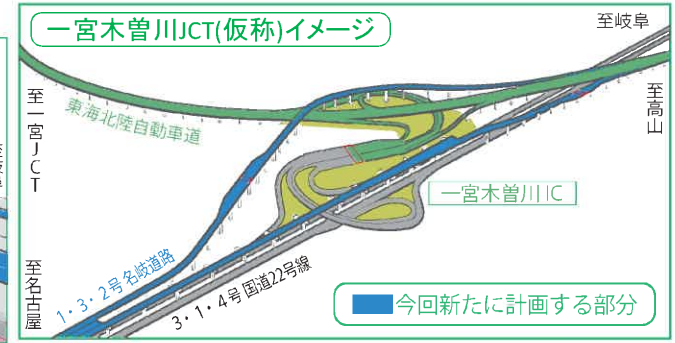 一宮木曽川JCT(仮称)イメージ
至岐阜
至高山
至一宮JCT
東海北陸自動車道
一宮木曽川IC
至名古屋
1・3・2号 名岐道路
3・1・4号 国道22号線
今回新たに計画する部分